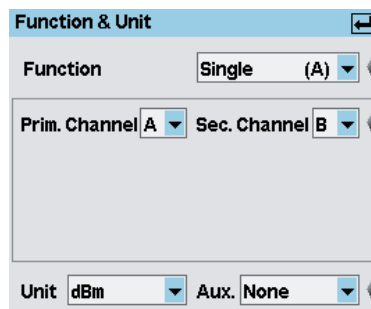 Function & Unit
Function Single (A)
Prim. Channel A Sec. Channel B
Unit dBm Aux. None